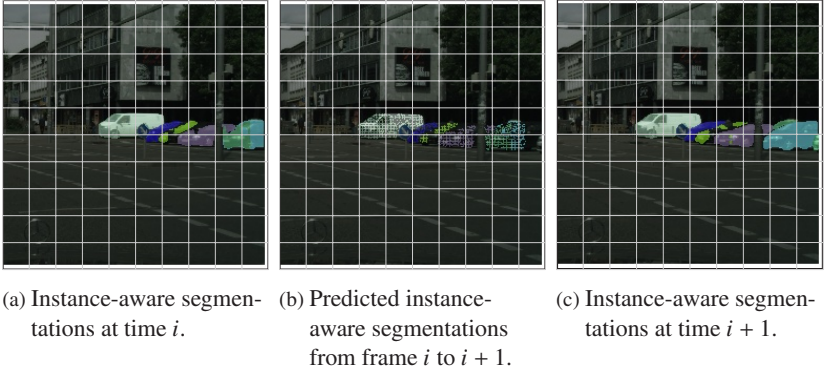 (a) Instance-aware segmen-
tations at time i.
(b) Predicted instance-
aware segmentations
from frame i to i + 1.
(c) Instance-aware segmen-
tations at time i + 1.